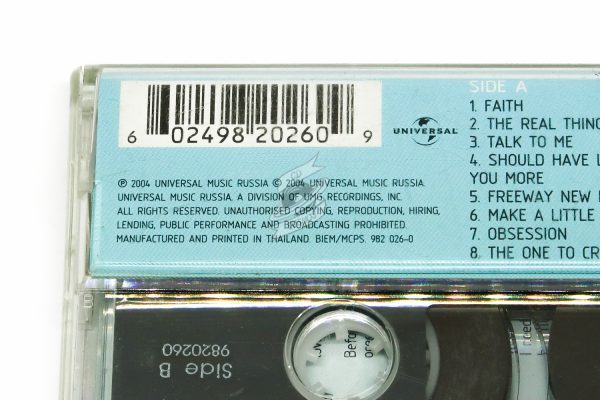 6 02498 20260 9
UNIVERSAL
℗ 2004 UNIVERSAL MUSIC RUSSIA © 2004 UNIVERSAL MUSIC RUSSIA.
UNIVERSAL MUSIC RUSSIA. A DIVISION OF UMG RECORDINGS, INC.
ALL RIGHTS RESERVED. UNAUTHORISED COPYING, REPRODUCTION, HIRING,
LENDING, PUBLIC PERFORMANCE AND BROADCASTING PROHIBITED.
MANUFACTURED AND PRINTED IN THAILAND. BIEM/MCPS. 982 026-0
SIDE A
1. FAITH
2. THE REAL THING
3. TALK TO ME
4. SHOULD HAVE
YOU MORE
5. FREEWAY NEW
6. MAKE A LITTLE
7. OBSESSION
8. THE ONE TO
Side B
9820260